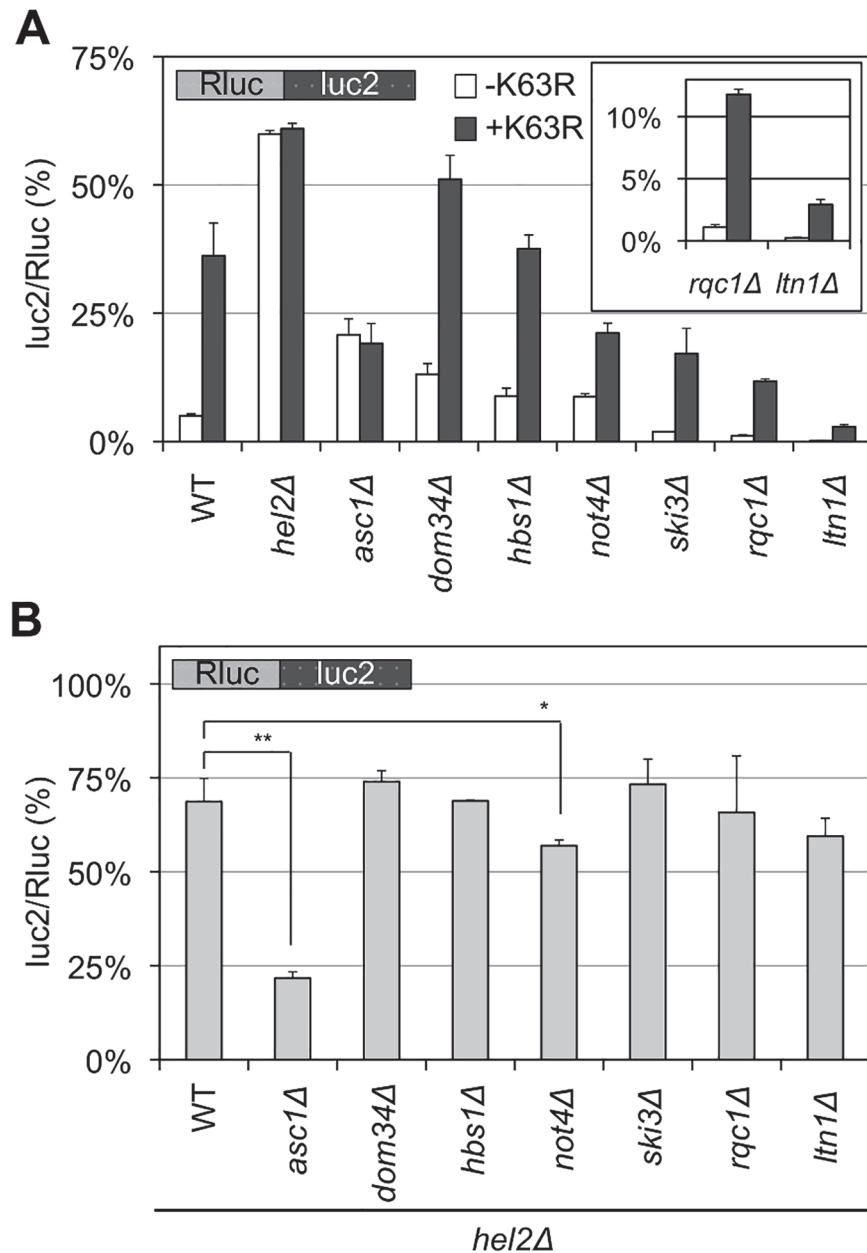 A
75%
50%
25%
0%
luc2/Rluc (%)
Rluc luc2
-K63R
+K63R
10%
5%
0%
rqc1Δ ltn1Δ
WT
hel2Δ
asc1Δ
dom34Δ
hbs1Δ
not4Δ
ski3Δ
rqc1Δ
ltn1Δ
B
100%
75%
50%
25%
0%
luc2/Rluc (%)
Rluc luc2
*
**
WT
asc1Δ
dom34Δ
hbs1Δ
not4Δ
ski3Δ
rqc1Δ
ltn1Δ
hel2Δ